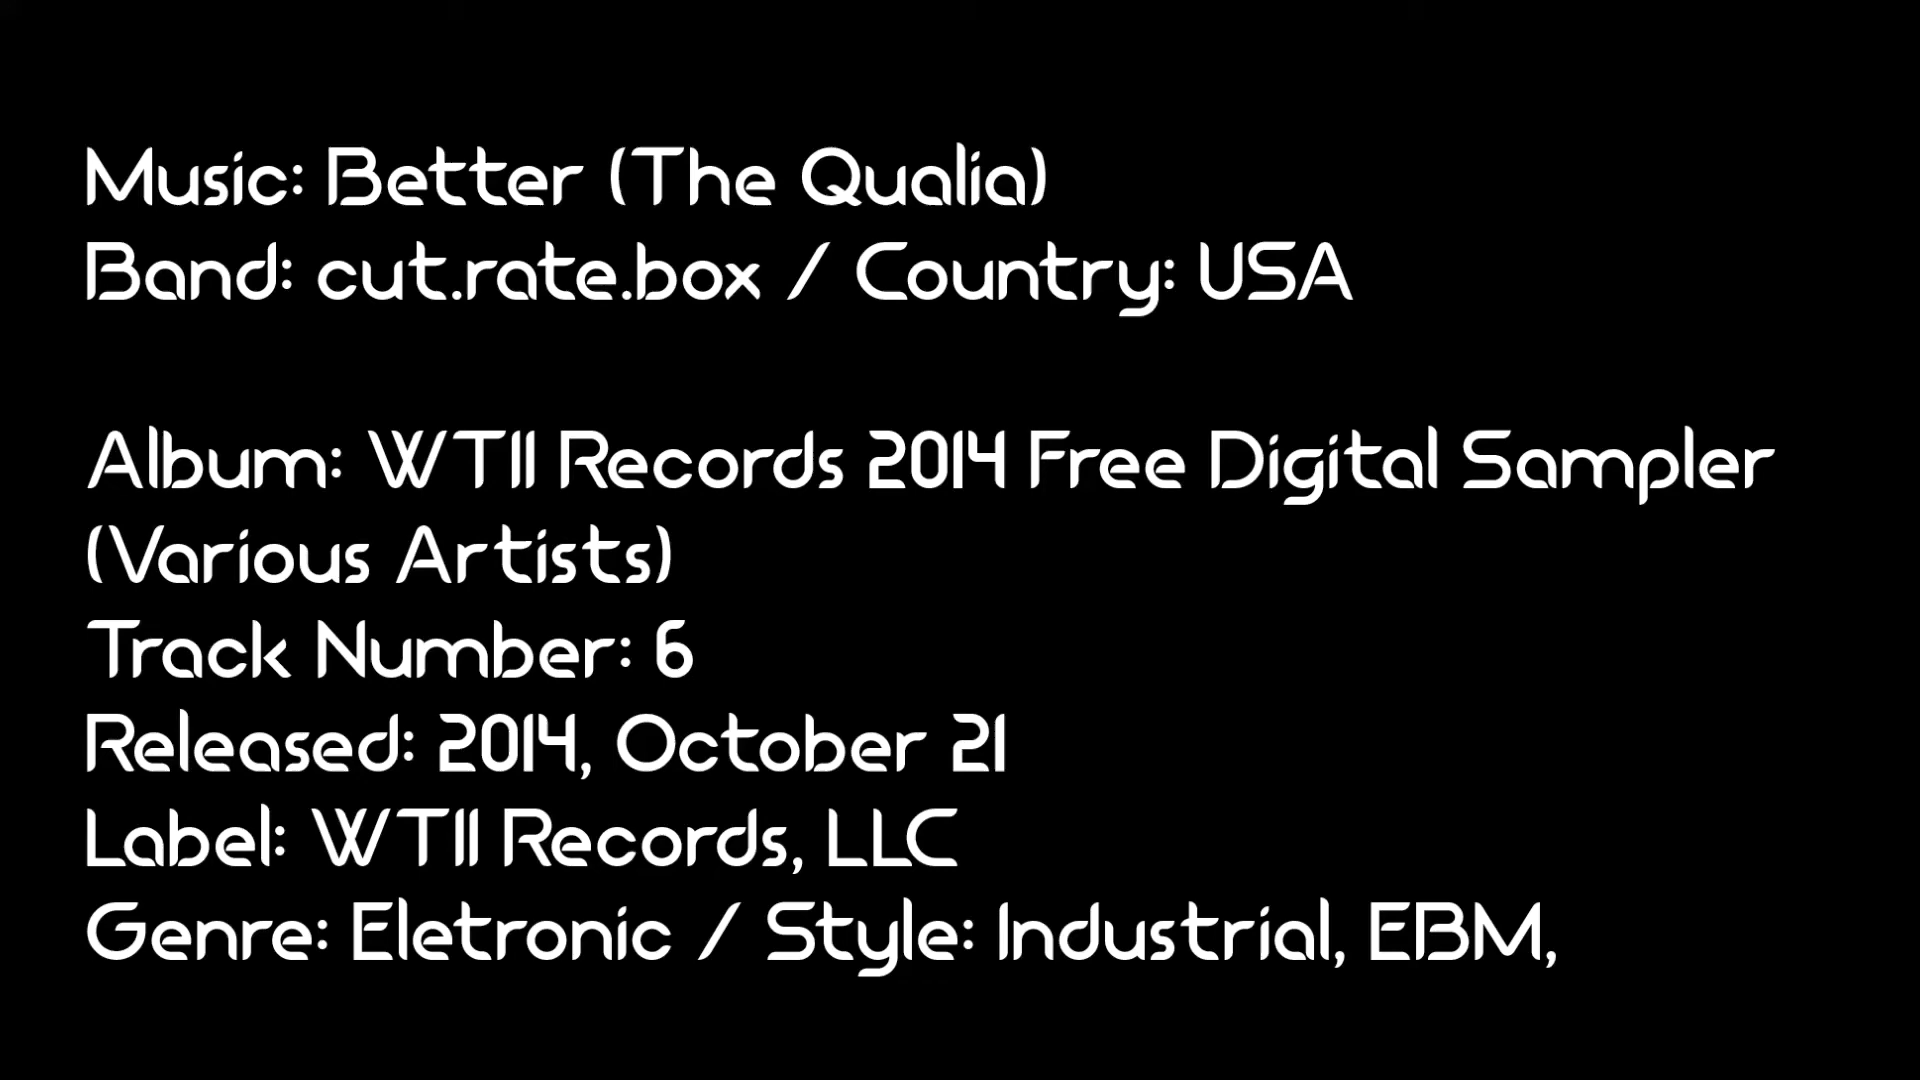 Music: Better (The Qualia)
Band: cut.rate.box / Country: USA
Album: WTII Records 2014 Free Digital Sampler
(Various Artists)
Track Number: 6
Released: 2014, October 21
Label: WTII Records, LLC
Genre: Eletronic / Style: Industrial, EBM,